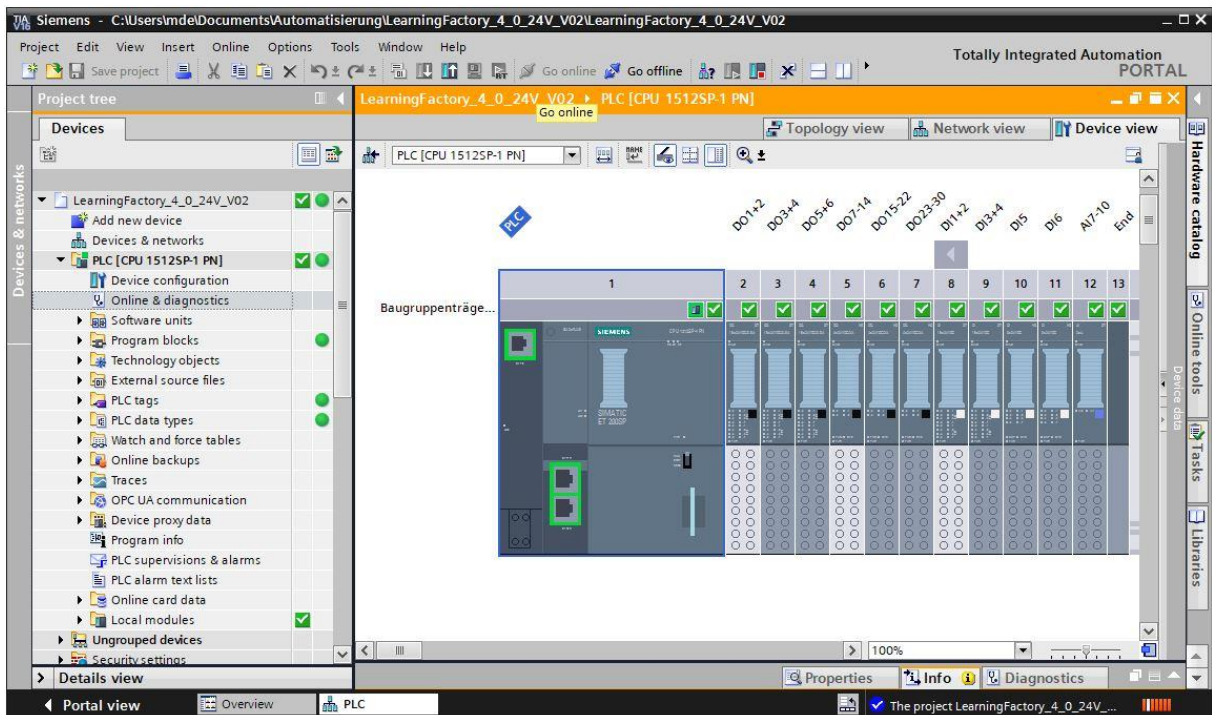 Siemens - C:\Users\mde\Documents\Automatisierung\LearningFactory_4_0_24V_V02\LearningFactory_4_0_24V_V02
Project Edit View Insert Online Options Tools Window Help
Totally Integrated Automation
PORTAL
Save project
Go online
Go offline
Project tree
LearningFactory_4_0_24V_V02 PLC [CPU 1512SP-1 PN]
Go online
Devices
Topology view
Network view
Device view
PLC [CPU 1512SP-1 PN]
LearningFactory_4_0_24V_V02
Add new device
Devices & networks
PLC [CPU 1512SP-1 PN]
Device configuration
Online & diagnostics
Software units
Program blocks
Technology objects
External source files
PLC tags
PLC data types
Watch and force tables
Online backups
Traces
OPC UA communication
Device proxy data
Program info
PLC supervisions & alarms
PLC alarm text lists
Online card data
Local modules
Ungrouped devices
Security settings
Details view
PLC
DO1+2
DO3+4
DO5+6
DO7-14
DO15-22
DO23-30
DI1+2
DI3+4
DI5
DI6
AI7-10
End
1 2 3 4 5 6 7 8 9 10 11 12 13
Baugruppenträge...
SIEMENS
SIMATIC
ET 200SP
100%
Properties
Info
Diagnostics
Devices & networks
Device data
Hardware catalog
Online tools
Tasks
Libraries
Portal view
Overview
PLC
The project LearningFactory_4_0_24V_...